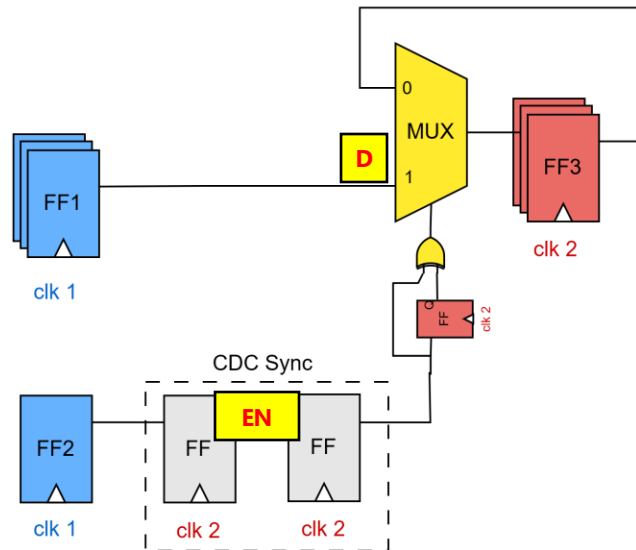 0
MUX
D
1
FF1
FF3
clk 1
clk 2
Q
FF
clk 2
CDC Sync
EN
FF2
FF
FF
clk 1
clk 2
clk 2